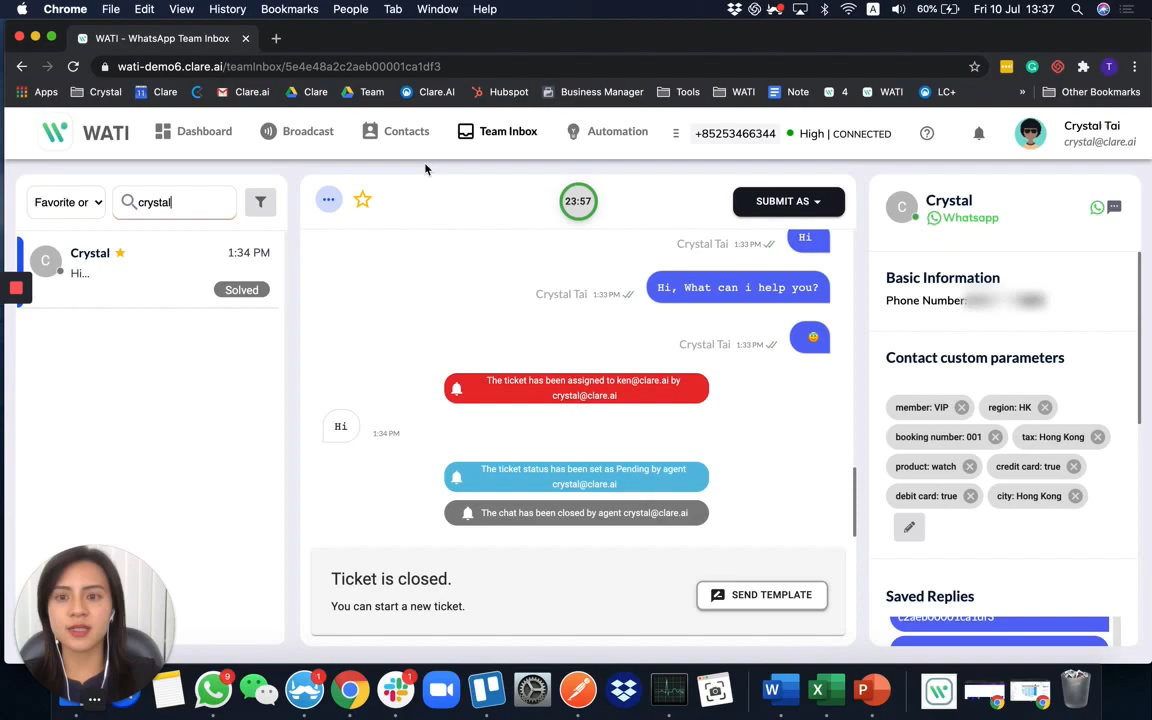 Chrome File Edit View History Bookmarks People Tab Window Help A 60% Fri 10 Jul 13:37
WATI - WhatsApp Team Inbox
wati-demo6.clare.ai/teamInbox/5e4e48a2c2aeb00001ca1df3 T
Apps Crystal 11 Clare Clare.ai Clare Team Clare.AI Hubspot Business Manager Tools WATI Note 4 WATI LC+ » Other Bookmarks
WATI Dashboard Broadcast Contacts Team Inbox Automation +85253466344 High | CONNECTED Crystal Tai
crystal@clare.ai
Favorite or crystal
Crystal 1:34 PM
C
Hi...
Solved
23:57
SUBMIT AS
Crystal Tai 1:33 PM Hi
Crystal Tai 1:33 PM Hi, What can i help you?
Crystal Tai 1:33 PM
The ticket has been assigned to ken@clare.ai by
crystal@clare.ai
Hi 1:34 PM
The ticket status has been set as Pending by agent
crystal@clare.ai
The chat has been closed by agent crystal@clare.ai
Ticket is closed.
You can start a new ticket.
SEND TEMPLATE
C Crystal
Whatsapp
Basic Information
Phone Number:
Contact custom parameters
member: VIP region: HK
booking number: 001 tax: Hong Kong
product: watch credit card: true
debit card: true city: Hong Kong
Saved Replies
c2aeb00001ca1df3
9 1 1 W X P